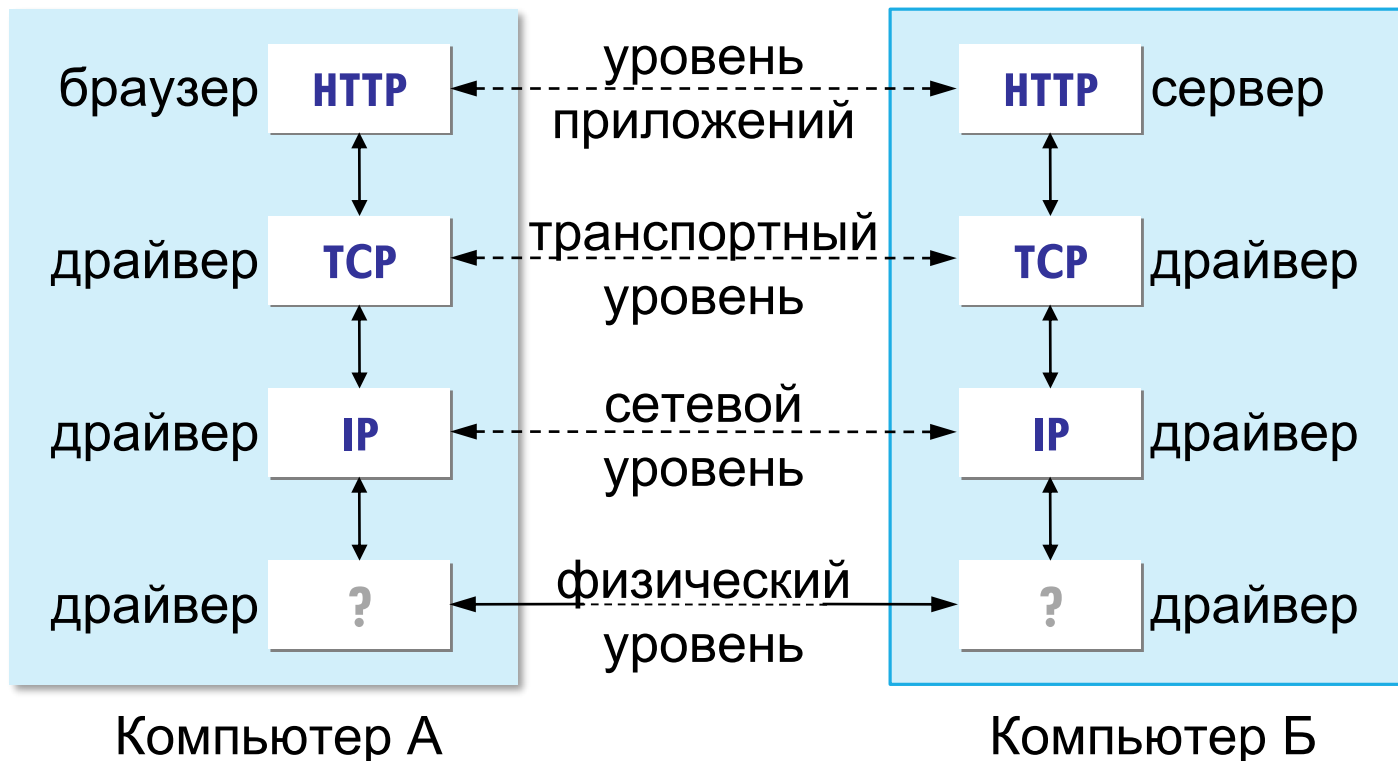 уровень
браузер HTTP HTTP сервер
приложений
транспортный
драйвер TCP TCP драйвер
уровень
сетевой
драйвер IP IP драйвер
уровень
физический
драйвер ? ? драйвер
уровень
Компьютер А Компьютер Б